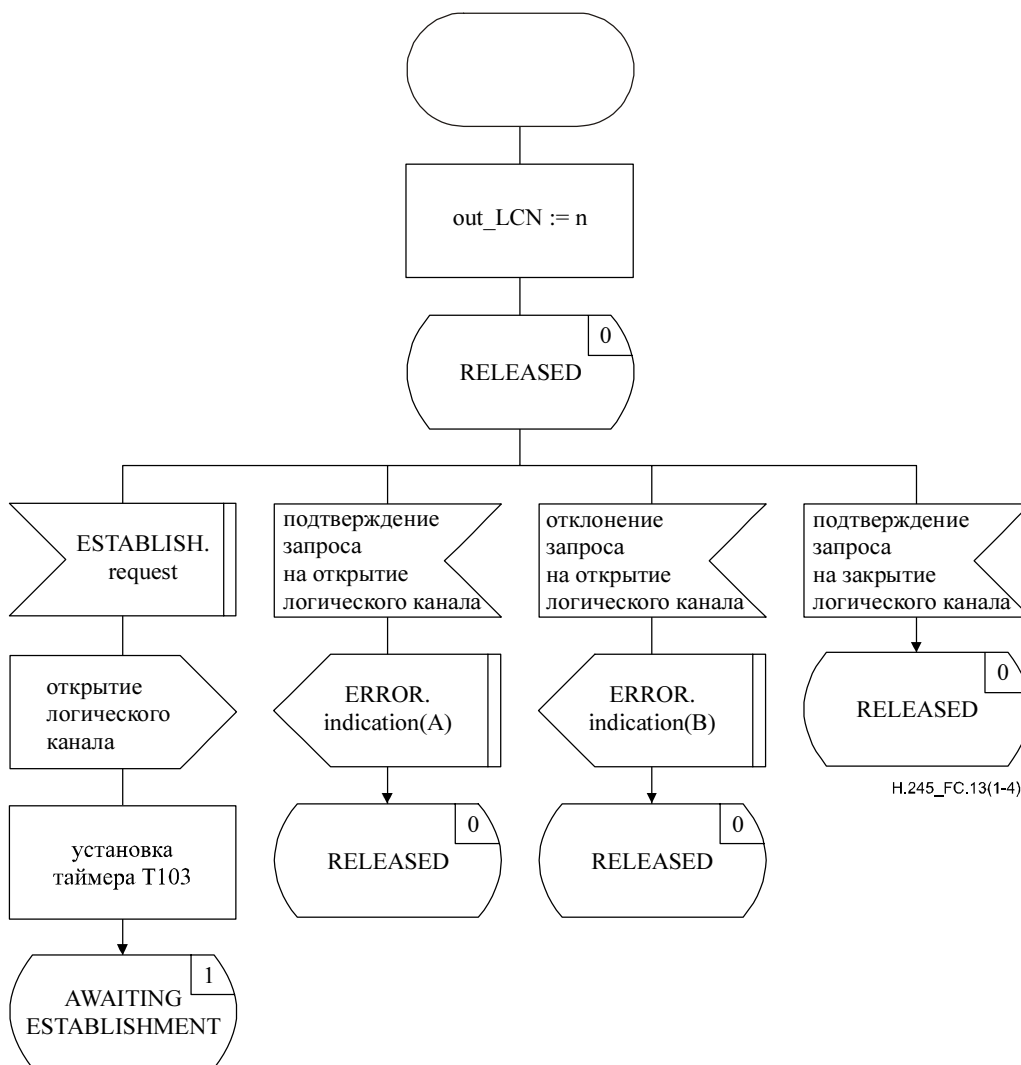 out_LCN := n
0
RELEASED
ESTABLISH.
request
подтверждение
запроса
на открытие
логического канала
отклонение
запроса
на открытие
логического канала
подтверждение
запроса
на закрытие
логического канала
открытие
логического
канала
ERROR.
indication(A)
ERROR.
indication(B)
0
RELEASED
H.245_FC.13(1-4)
установка
таймера T103
0
RELEASED
0
RELEASED
1
AWAITING
ESTABLISHMENT